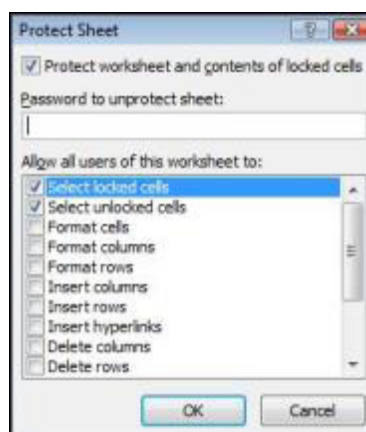 Protect Sheet
Protect worksheet and contents of locked cells
Password to unprotect sheet:
Allow all users of this worksheet to:
Select locked cells
Select unlocked cells
Format cells
Format columns
Format rows
Insert columns
Insert rows
Insert hyperlinks
Delete columns
Delete rows
OK Cancel